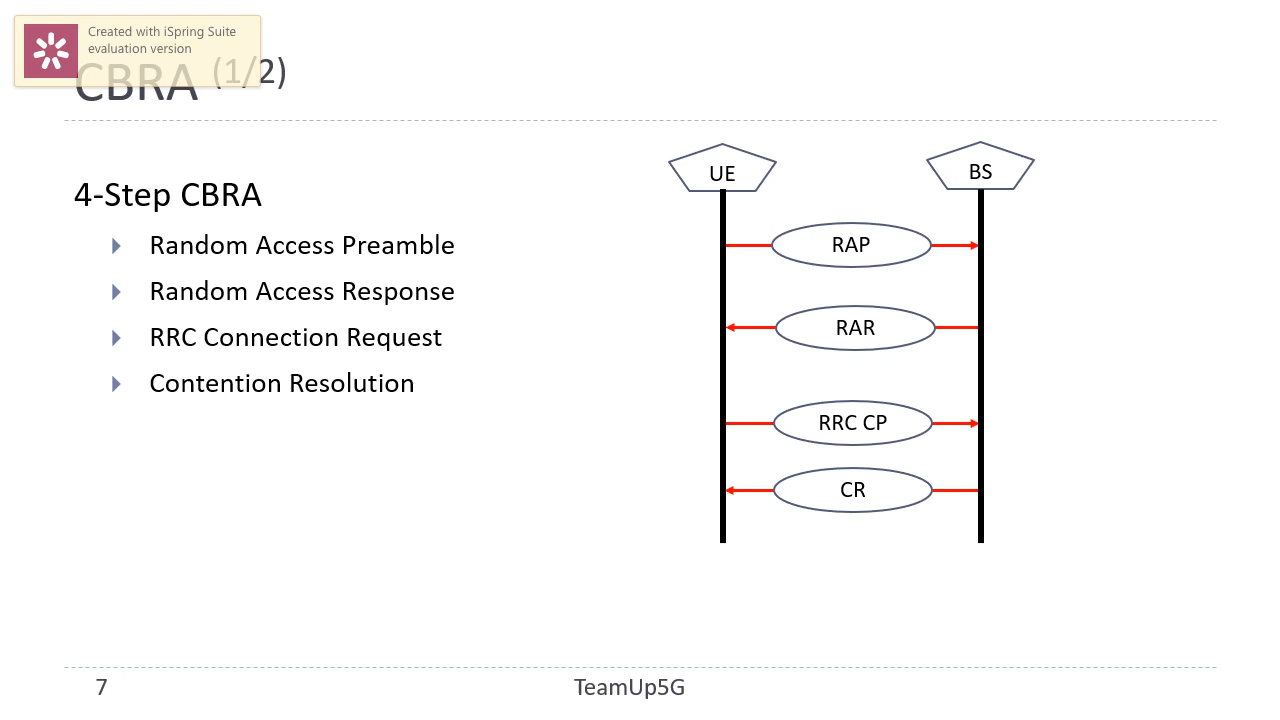 Created with iSpring Suite
evaluation version
CBRA (1/2)
4-Step CBRA
Random Access Preamble
Random Access Response
RRC Connection Request
Contention Resolution
UE
BS
RAP
RAR
RRC CP
CR
7
TeamUp5G